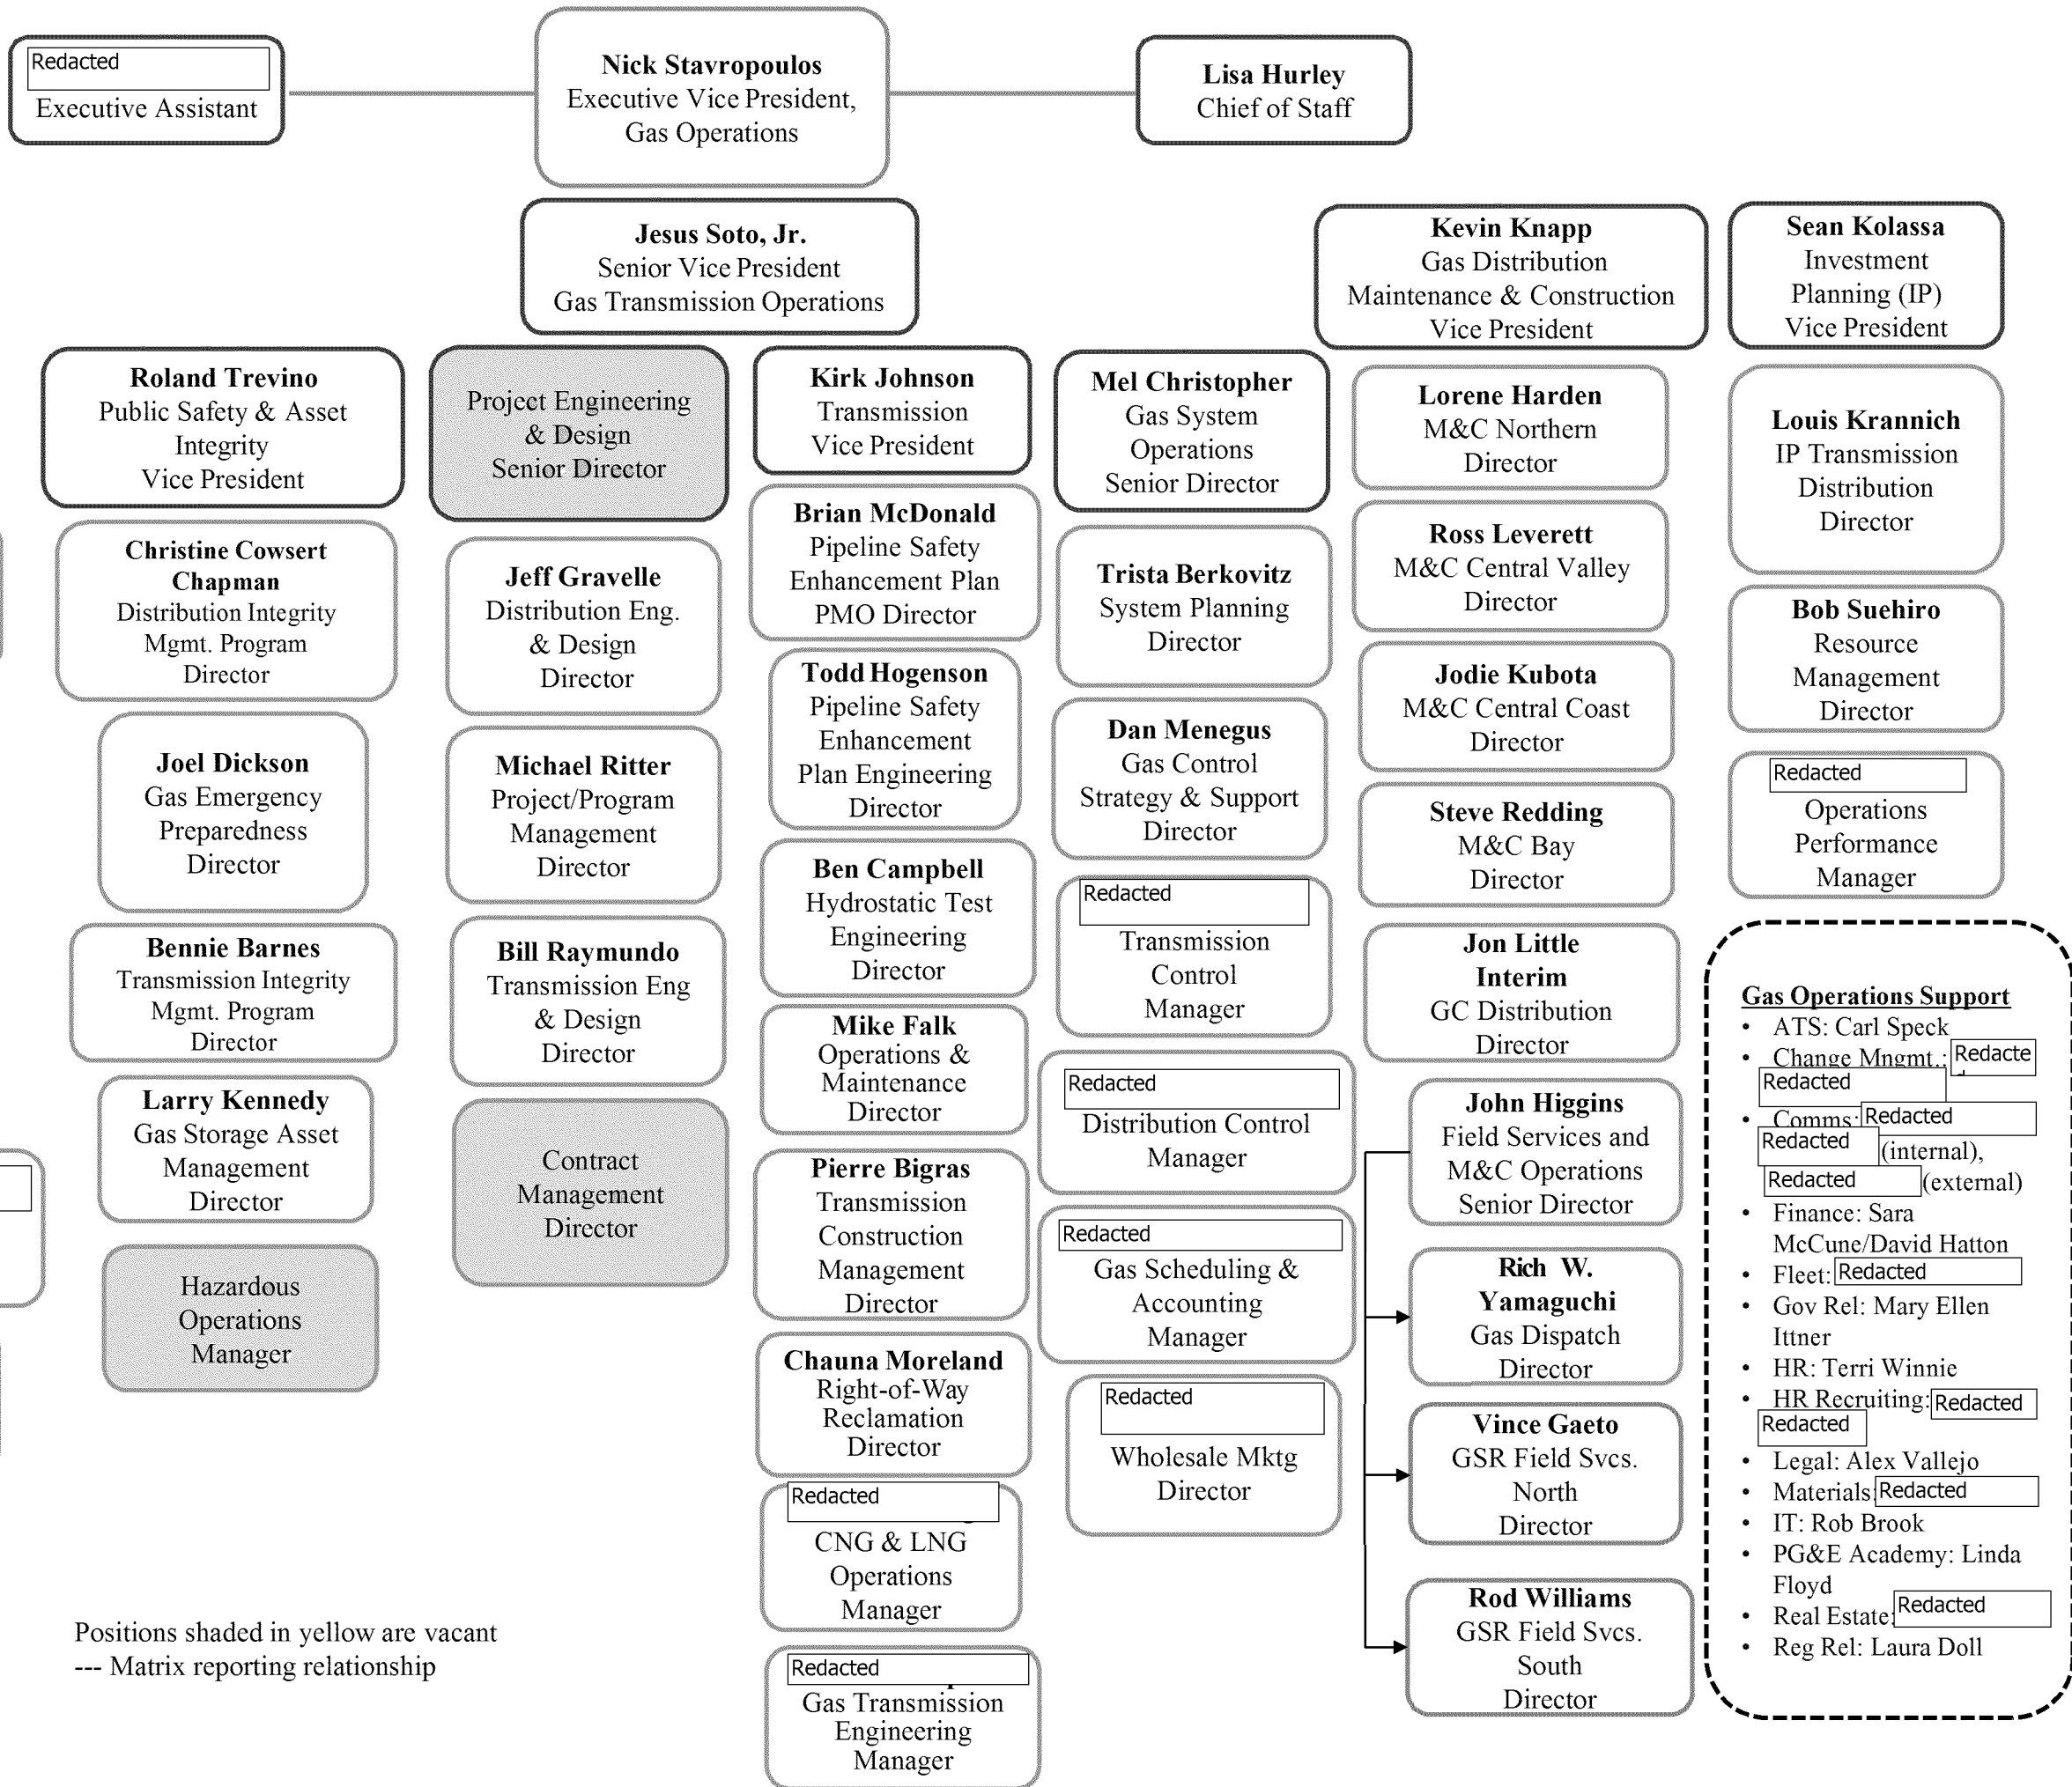 Redacted
Executive Assistant
Nick Stavropoulos
Executive Vice President,
Gas Operations
Lisa Hurley
Chief of Staff
Jesus Soto, Jr.
Senior Vice President
Gas Transmission Operations
Kevin Knapp
Gas Distribution
Maintenance & Construction
Vice President
Sean Kolassa
Investment
Planning (IP)
Vice President
Roland Trevino
Public Safety & Asset
Integrity
Vice President
Christine Cowsert
Chapman
Distribution Integrity
Mgmt. Program
Director
Joel Dickson
Gas Emergency
Preparedness
Director
Bennie Barnes
Transmission Integrity
Mgmt. Program
Director
Larry Kennedy
Gas Storage Asset
Management
Director
Hazardous
Operations
Manager
Project Engineering
& Design
Senior Director
Jeff Gravelle
Distribution Eng.
& Design
Director
Michael Ritter
Project/Program
Management
Director
Bill Raymundo
Transmission Eng
& Design
Director
Contract
Management
Director
Kirk Johnson
Transmission
Vice President
Brian McDonald
Pipeline Safety
Enhancement Plan
PMO Director
Todd Hogenson
Pipeline Safety
Enhancement
Plan Engineering
Director
Ben Campbell
Hydrostatic Test
Engineering
Director
Mike Falk
Operations &
Maintenance
Director
Pierre Bigras
Transmission
Construction
Management
Director
Chauna Moreland
Right-of-Way
Reclamation
Director
Redacted
CNG & LNG
Operations
Manager
Redacted
Gas Transmission
Engineering
Manager
Mel Christopher
Gas System
Operations
Senior Director
Trista Berkovitz
System Planning
Director
Dan Menegus
Gas Control
Strategy & Support
Director
Redacted
Transmission
Control
Manager
Redacted
Distribution Control
Manager
Redacted
Gas Scheduling &
Accounting
Manager
Redacted
Wholesale Mktg
Director
Lorene Harden
M&C Northern
Director
Ross Leverett
M&C Central Valley
Director
Jodie Kubota
M&C Central Coast
Director
Steve Redding
M&C Bay
Director
Jon Little
Interim
GC Distribution
Director
John Higgins
Field Services and
M&C Operations
Senior Director
Rich W.
Yamaguchi
Gas Dispatch
Director
Vince Gaeto
GSR Field Svcs.
North
Director
Rod Williams
GSR Field Svcs.
South
Director
Louis Krannich
IP Transmission
Distribution
Director
Bob Suehiro
Resource
Management
Director
Redacted
Operations
Performance
Manager
Gas Operations Support
• ATS: Carl Speck
• Change Mngmt.: Redacte
Redacted
• Comms: Redacted
Redacted (internal),
Redacted (external)
• Finance: Sara
McCune/David Hatton
• Fleet: Redacted
• Gov Rel: Mary Ellen
Ittner
• HR: Terri Winnie
• HR Recruiting: Redacted
Redacted
• Legal: Alex Vallejo
• Materials: Redacted
• IT: Rob Brook
• PG&E Academy: Linda
Floyd
• Real Estate: Redacted
• Reg Rel: Laura Doll
Positions shaded in yellow are vacant
--- Matrix reporting relationship